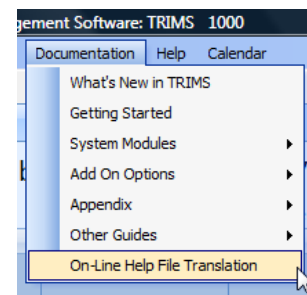 gement Software: TRIMS 1000
Documentation Help Calendar
What's New in TRIMS
Getting Started
System Modules
Add On Options
Appendix
Other Guides
On-Line Help File Translation